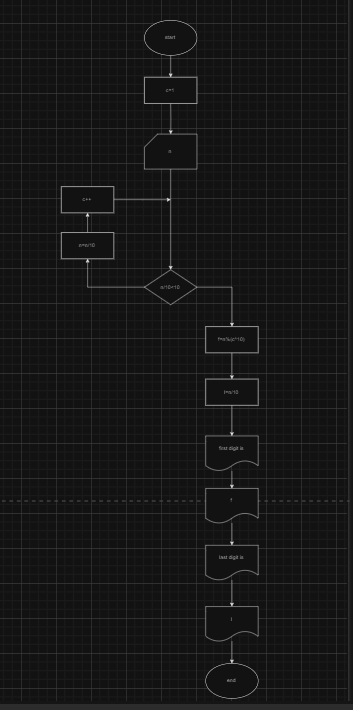 start
c=1
n
c++
n=n/10
n/10<10
f=n%(c*10)
l=n/10
first digit is
f
last digit is
l
end